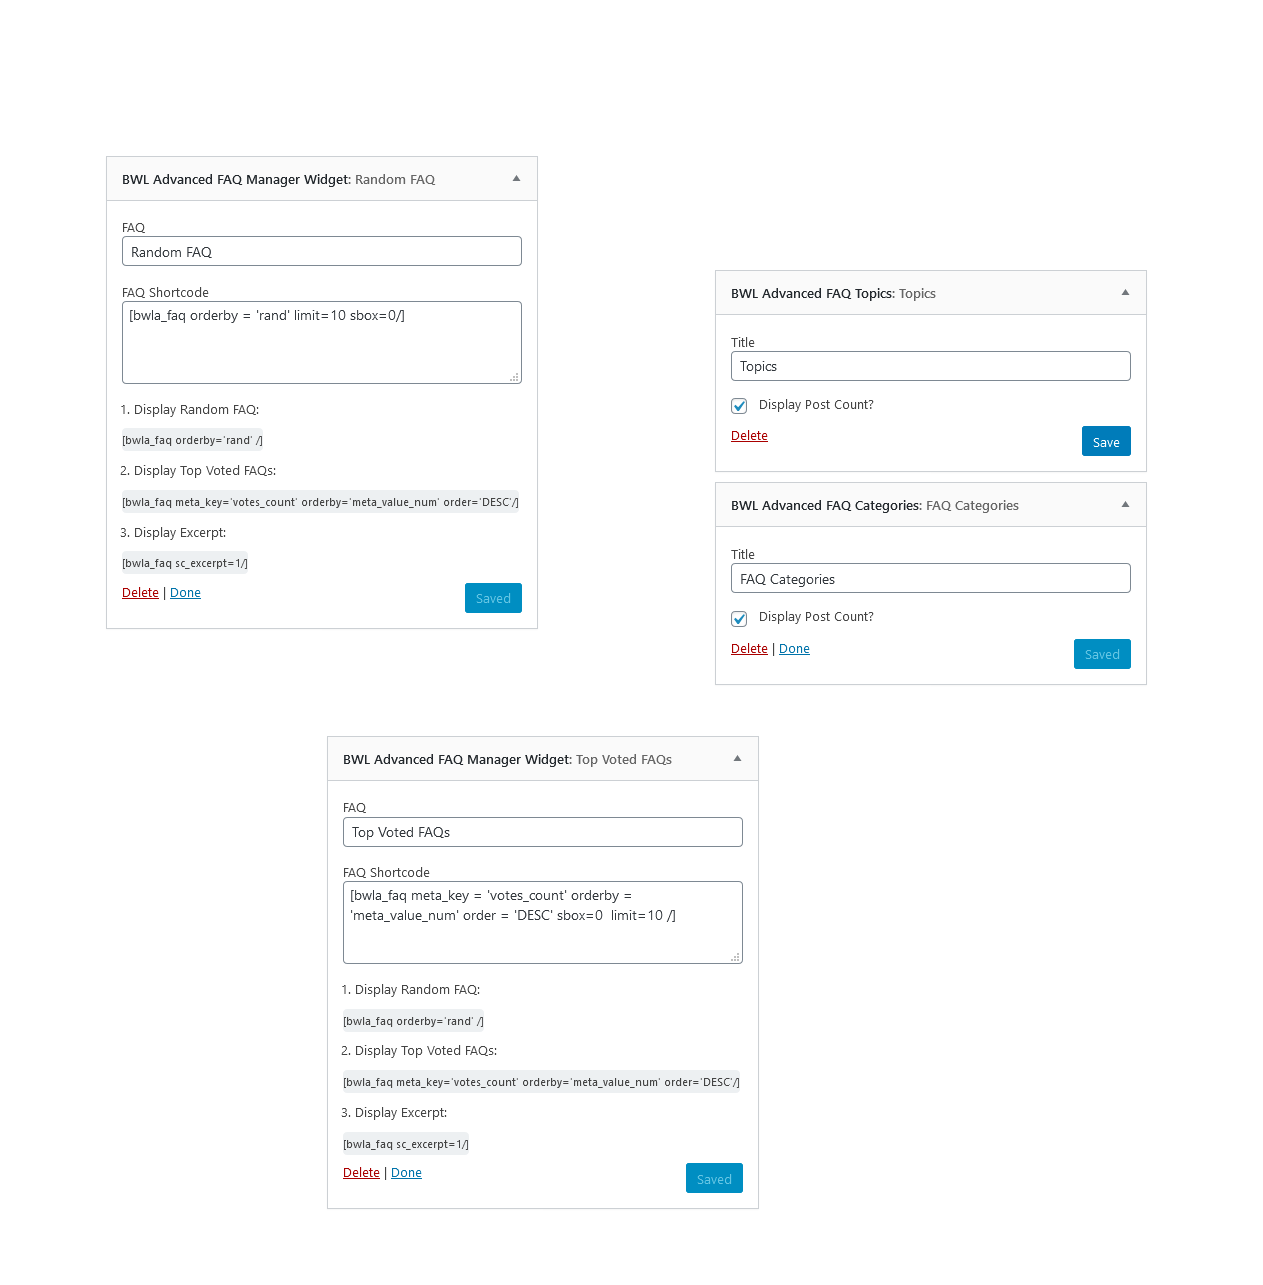 BWL Advanced FAQ Manager Widget: Random FAQ
FAQ
Random FAQ
FAQ Shortcode
[bwla_faq orderby = 'rand' limit=10 sbox=0/]
1. Display Random FAQ:
[bwla_faq orderby='rand' /]
2. Display Top Voted FAQs:
[bwla_faq meta_key='votes_count' orderby='meta_value_num' order='DESC'/]
3. Display Excerpt:
[bwla_faq sc_excerpt=1/]
Delete | Done
Saved
BWL Advanced FAQ Topics: Topics
Title
Topics
Display Post Count?
Delete
Save
BWL Advanced FAQ Categories: FAQ Categories
Title
FAQ Categories
Display Post Count?
Delete | Done
Saved
BWL Advanced FAQ Manager Widget: Top Voted FAQs
FAQ
Top Voted FAQs
FAQ Shortcode
[bwla_faq meta_key = 'votes_count' orderby =
'meta_value_num' order = 'DESC' sbox=0  limit=10 /]
1. Display Random FAQ:
[bwla_faq orderby='rand' /]
2. Display Top Voted FAQs:
[bwla_faq meta_key='votes_count' orderby='meta_value_num' order='DESC'/]
3. Display Excerpt:
[bwla_faq sc_excerpt=1/]
Delete | Done
Saved